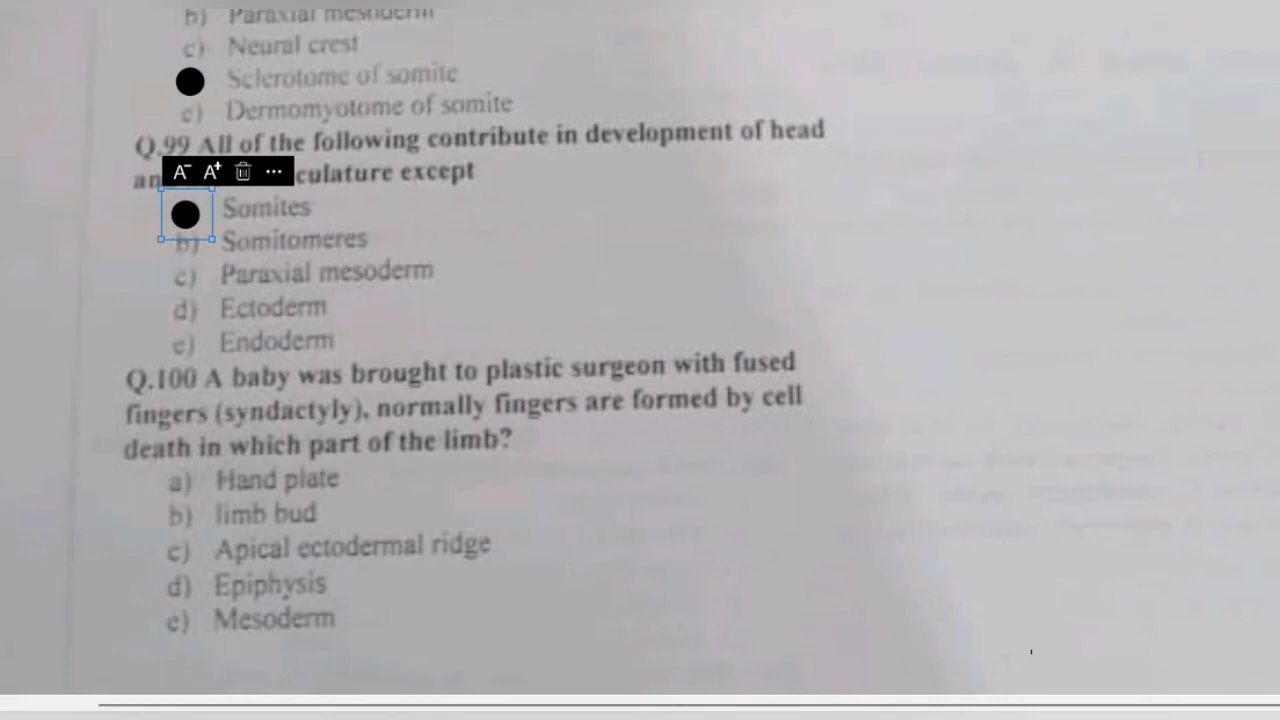 b) Paraxial mesoderm
c) Neural crest
Sclerotome of somite
e) Dermomyotome of somite
Q.99 All of the following contribute in development of head
an culature except
A- A+ ...
Somites
b) Somitomeres
c) Paraxial mesoderm
d) Ectoderm
e) Endoderm
Q.100 A baby was brought to plastic surgeon with fused
fingers (syndactyly), normally fingers are formed by cell
death in which part of the limb?
a) Hand plate
b) limb bud
c) Apical ectodermal ridge
d) Epiphysis
e) Mesoderm